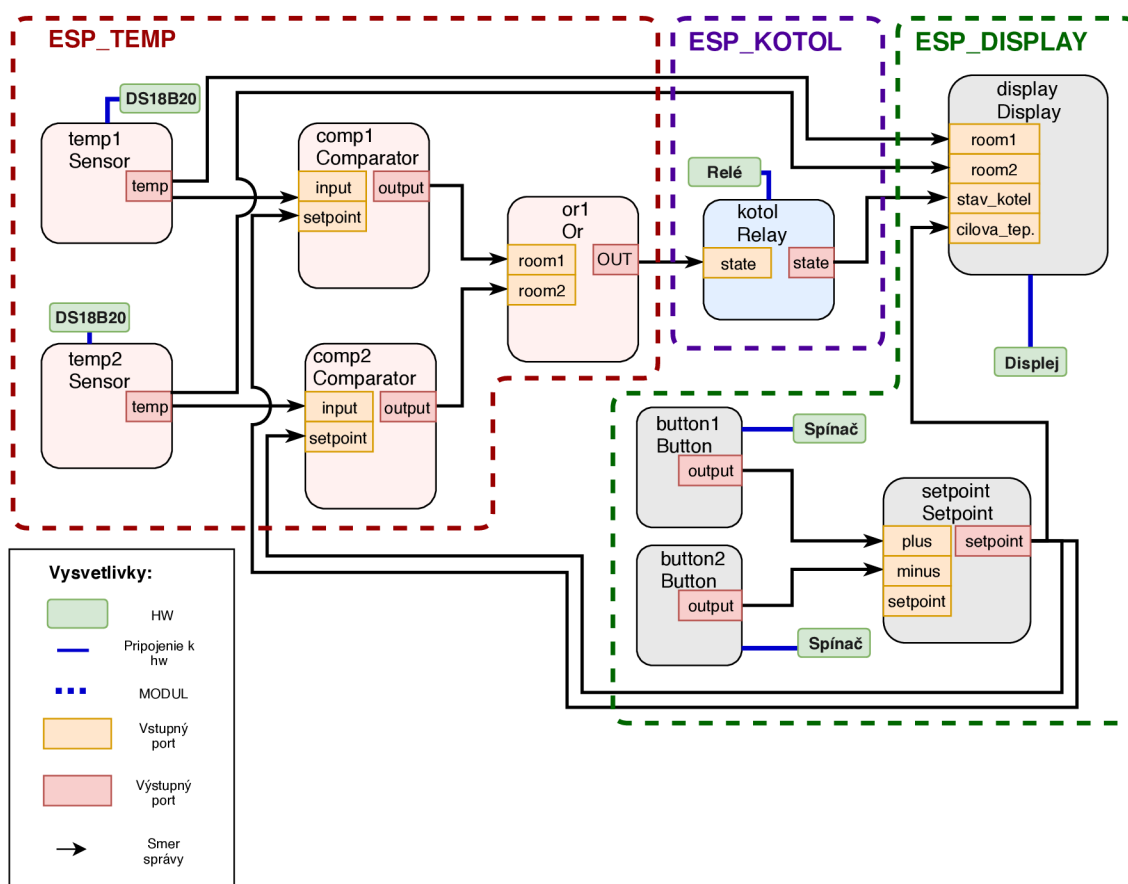 ESP_TEMP
ESP_KOTOL
ESP_DISPLAY
DS18B20
temp1
Sensor
temp
comp1
Comparator
input
output
setpoint
DS18B20
temp2
Sensor
temp
comp2
Comparator
input
output
setpoint
or1
Or
room1
OUT
room2
Relé
kotol
Relay
state
state
display
Display
room1
room2
stav_kotel
cilova_tep.
Displej
button1
Button
output
Spínač
button2
Button
output
Spínač
setpoint
Setpoint
plus
setpoint
minus
setpoint
Vysvetlivky:
HW
Pripojenie k
hw
MODUL
Vstupný
port
Výstupný
port
Smer
správy